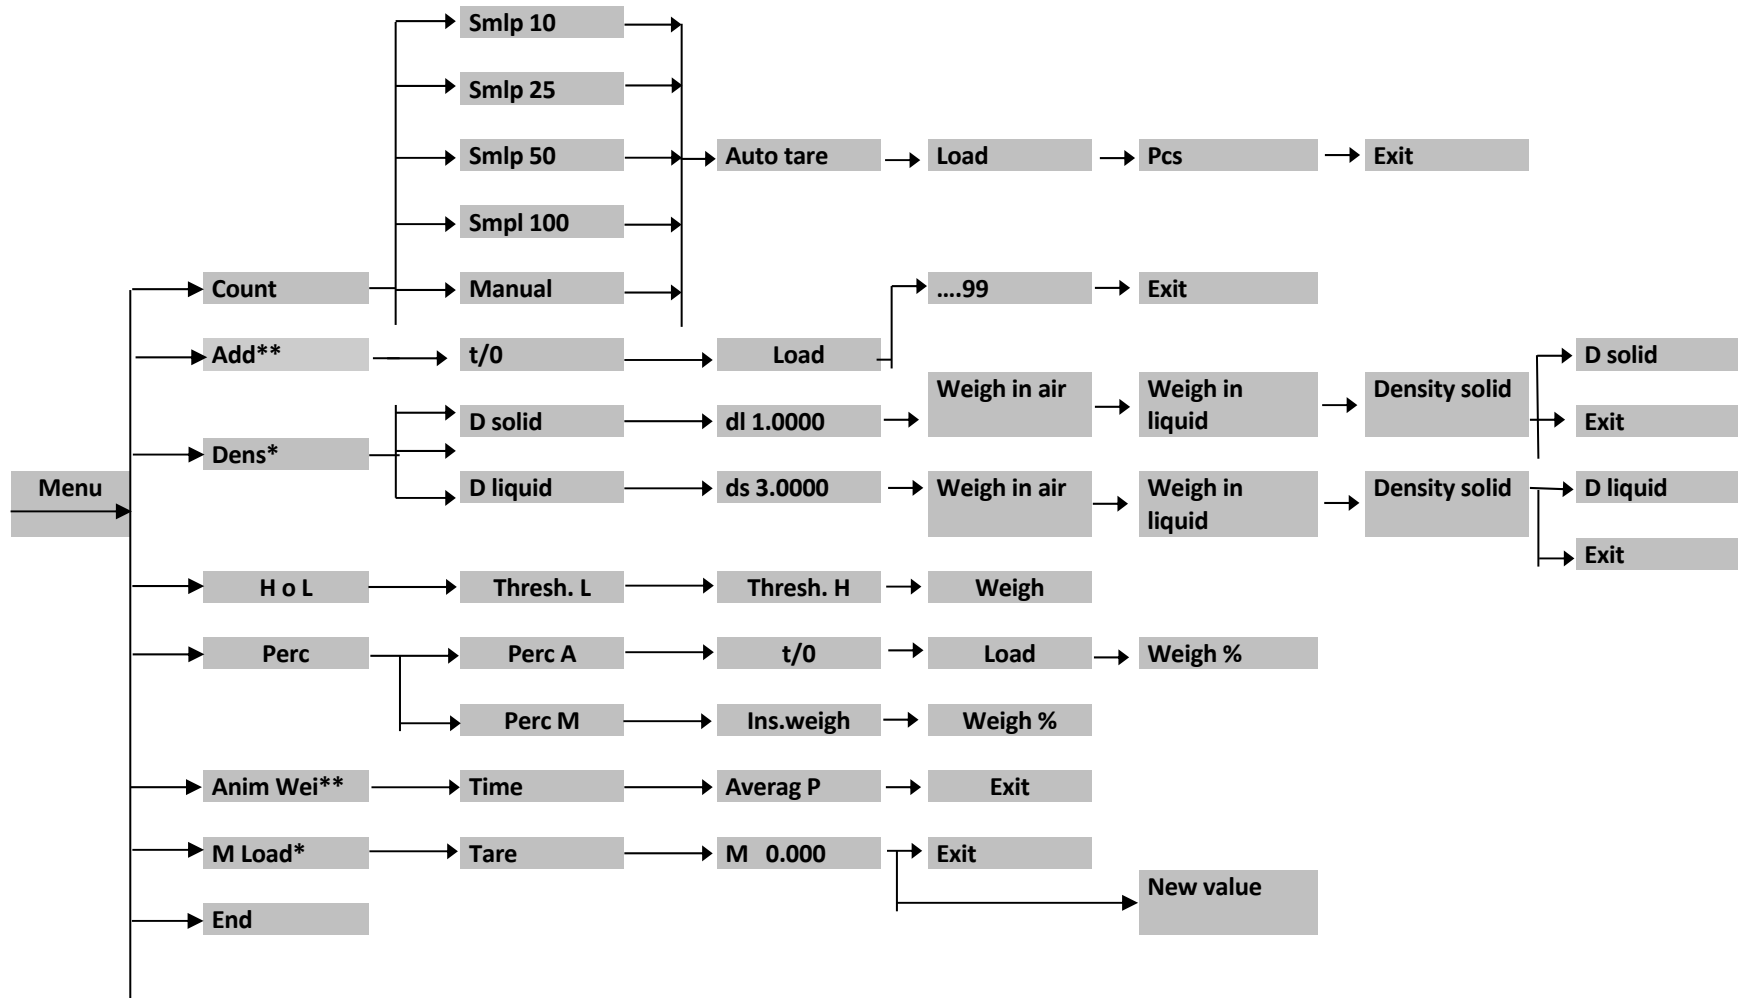 Smlp 10
Smlp 25
Smlp 50
Auto tare
Load
Pcs
Exit
Smpl 100
Count
Manual
....99
Exit
Add**
t/0
Load
D solid
Weigh in air
Weigh in
liquid
Density solid
D solid
dl 1.0000
Exit
Dens*
Menu
D liquid
ds 3.0000
Weigh in air
Weigh in
liquid
Density solid
D liquid
Exit
H o L
Thresh. L
Thresh. H
Weigh
Perc
Perc A
t/0
Load
Weigh %
Perc M
Ins.weigh
Weigh %
Anim Wei**
Time
Averag P
Exit
M Load*
Tare
M 0.000
Exit
New value
End